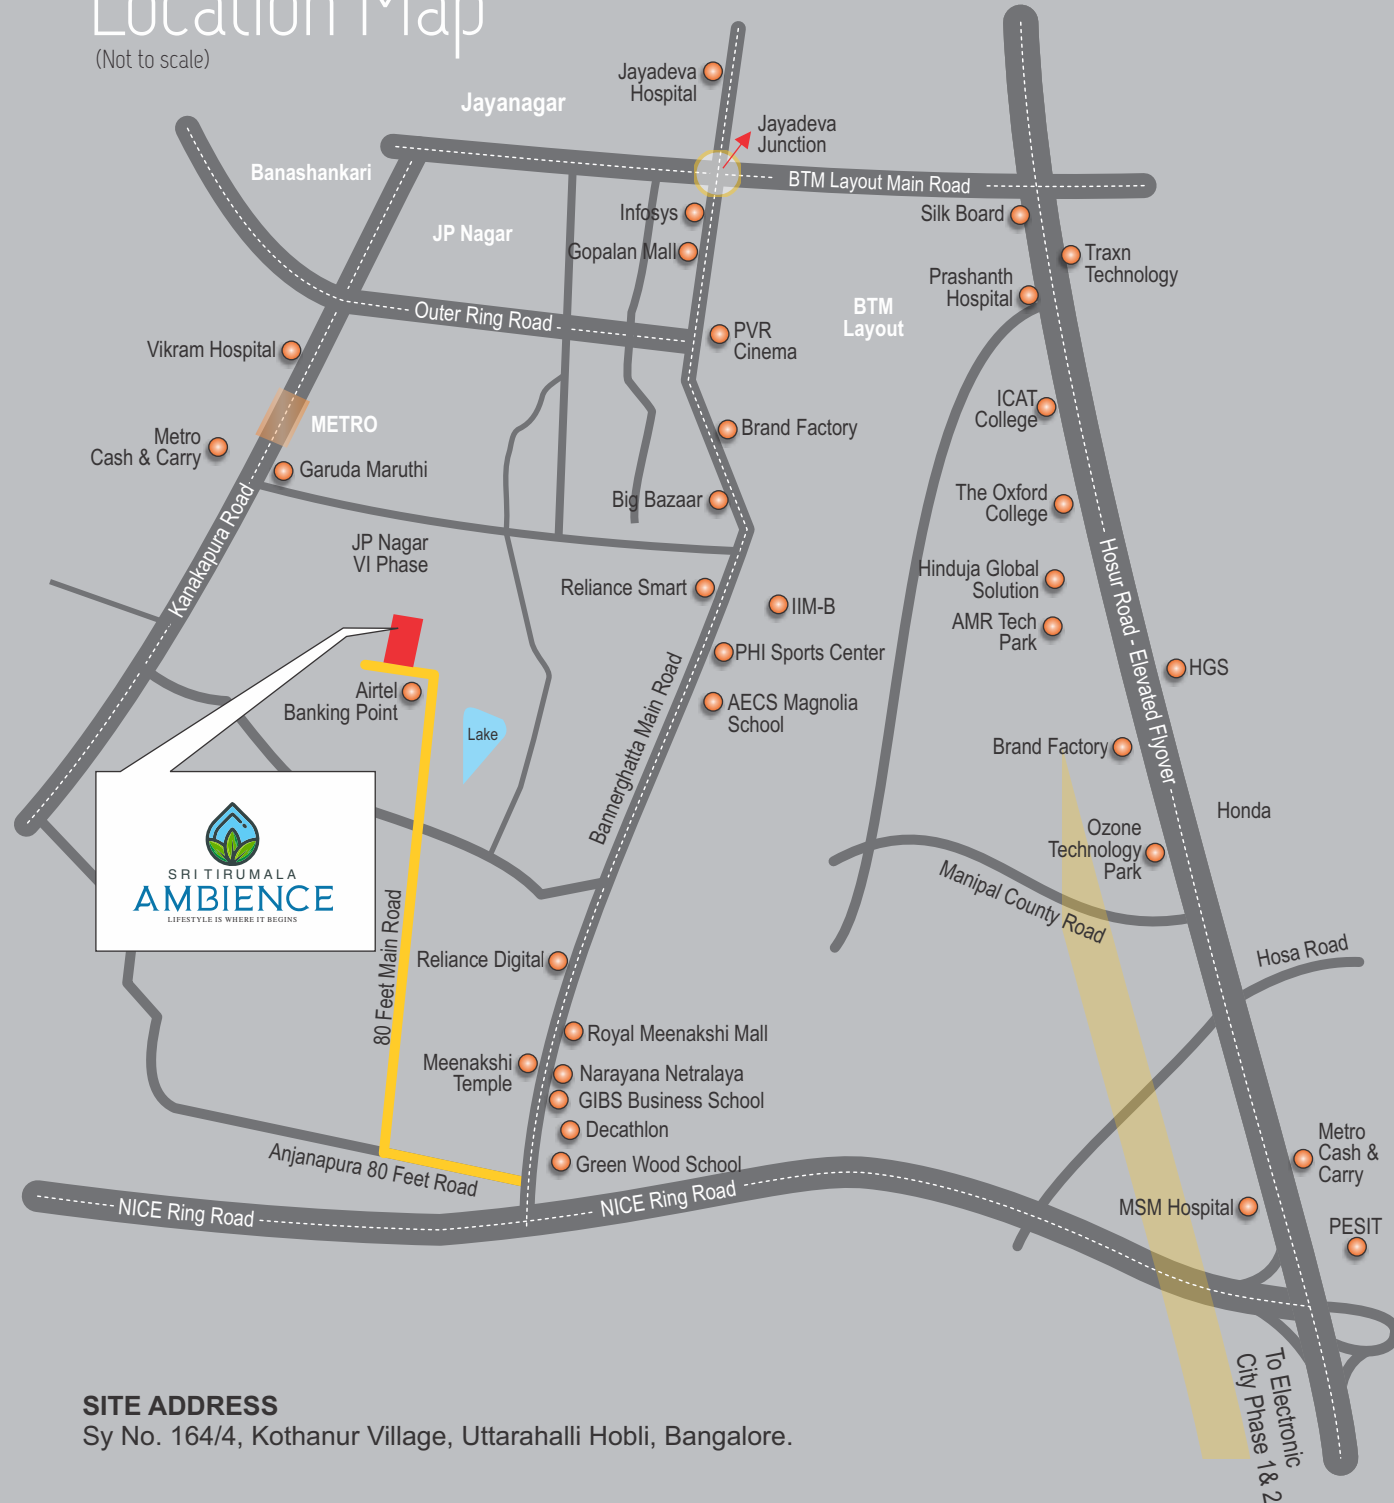 Location Map
(Not to scale)
Jayadeva
Hospital
Jayanagar
Jayadeva
Junction
Banashankari
BTM Layout Main Road
Infosys
Silk Board
JP Nagar
Gopalan Mall
Traxn
Technology
Prashanth
Hospital
BTM
Layout
Outer Ring Road
PVR
Cinema
Vikram Hospital
ICAT
College
METRO
Brand Factory
Metro
Cash & Carry
Garuda Maruthi
Big Bazaar
The Oxford
College
Kanakapura Road
JP Nagar
VI Phase
Hosur Road - Elevated Flyover
Hinduja Global
Solution
Reliance Smart
IIM-B
AMR Tech
Park
PHI Sports Center
HGS
Bannerghatta Main Road
Airtel
Banking Point
AECS Magnolia
School
Lake
Brand Factory
Honda
Ozone
Technology
Park
SRI TIRUMALA
AMBIENCE
LIFESTYLE IS WHERE IT BEGINS
Manipal County Road
80 Feet Main Road
Hosa Road
Reliance Digital
Royal Meenakshi Mall
Meenakshi
Temple
Narayana Netralaya
GIBS Business School
Decathlon
Metro
Cash &
Carry
Green Wood School
Anjanapura 80 Feet Road
NICE Ring Road
NICE Ring Road
MSM Hospital
PESIT
To Electronic
City Phase 1& 2
SITE ADDRESS
Sy No. 164/4, Kothanur Village, Uttarahalli Hobli, Bangalore.